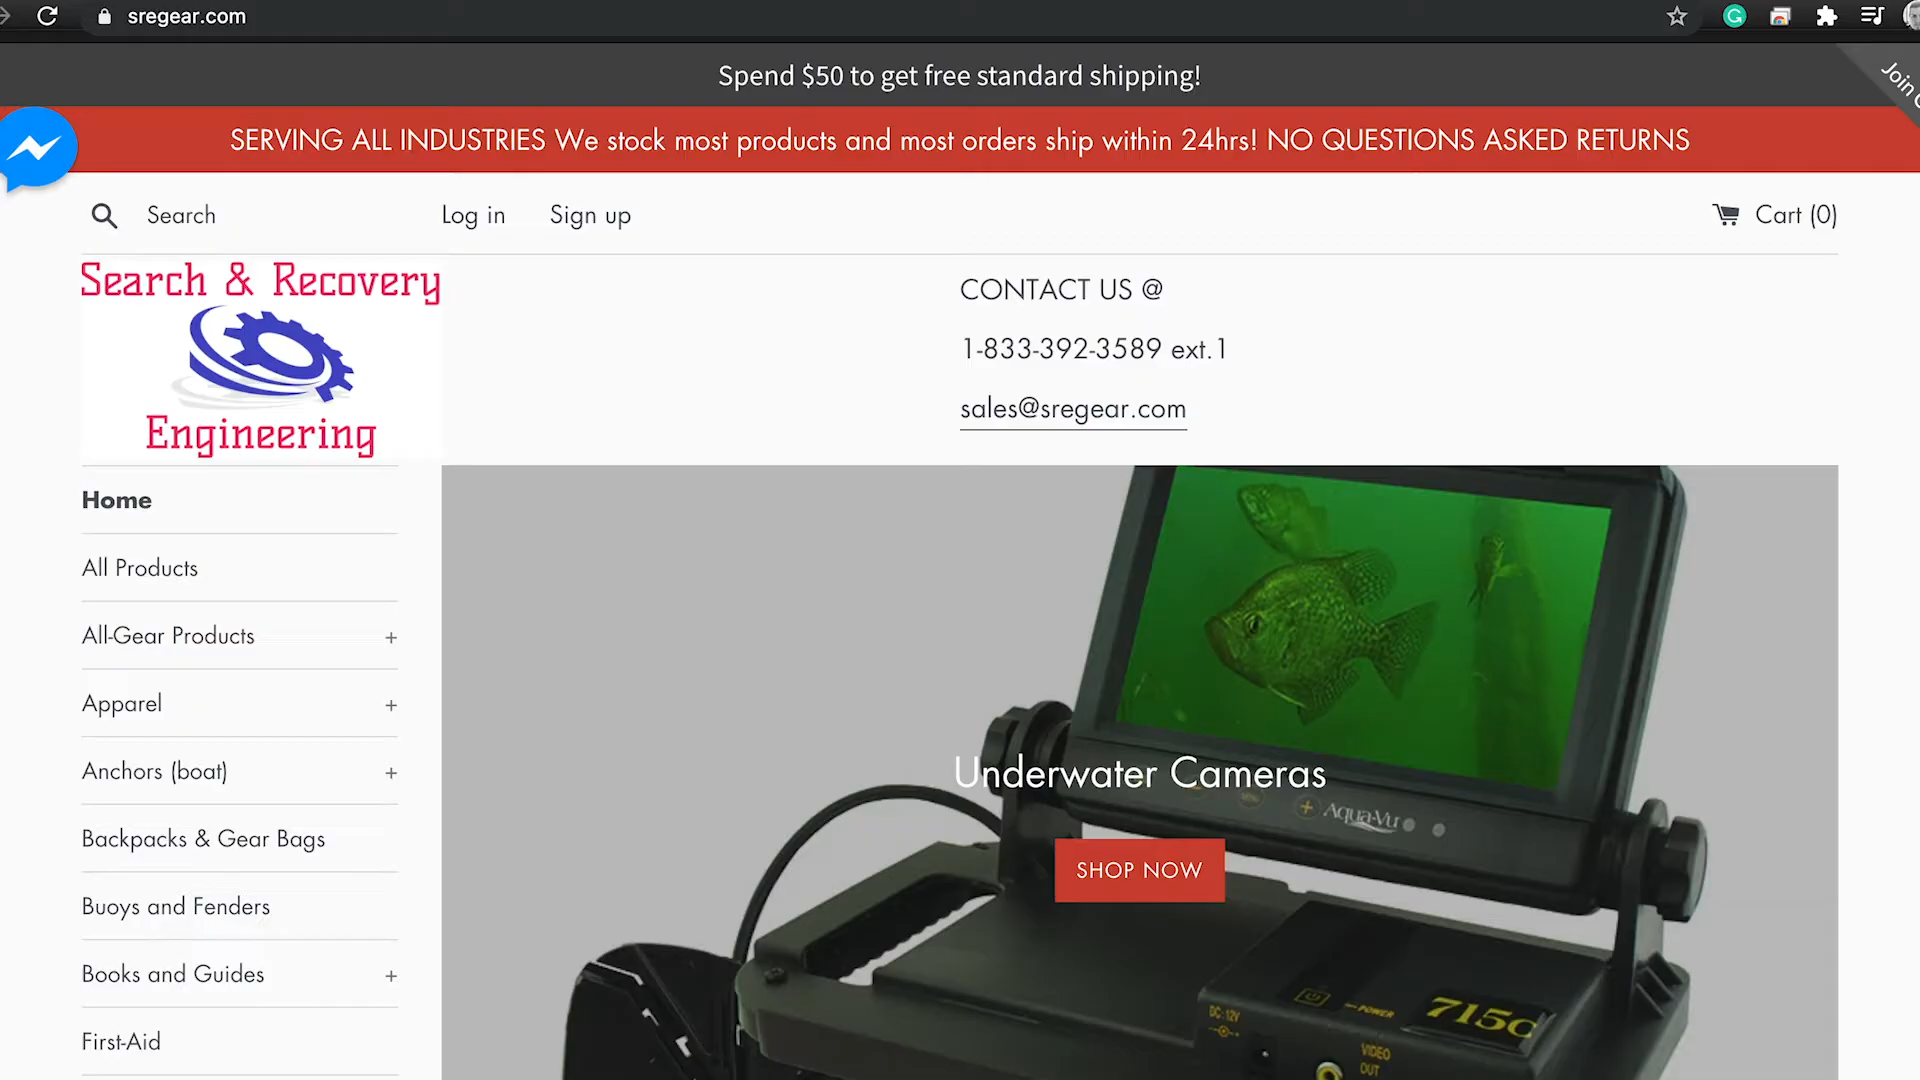 sregear.com
Spend $50 to get free standard shipping!
Join
SERVING ALL INDUSTRIES We stock most products and most orders ship within 24hrs! NO QUESTIONS ASKED RETURNS
Search
Log in
Sign up
Cart (0)
Search & Recovery
Engineering
CONTACT US @
1-833-392-3589 ext.1
sales@sregear.com
Home
All Products
All-Gear Products +
Apparel +
Anchors (boat) +
Backpacks & Gear Bags
Buoys and Fenders
Books and Guides +
First-Aid
Underwater Cameras
Aqua-Vu
SHOP NOW
DC:12V
POWER
715c
VIDEO
OUT